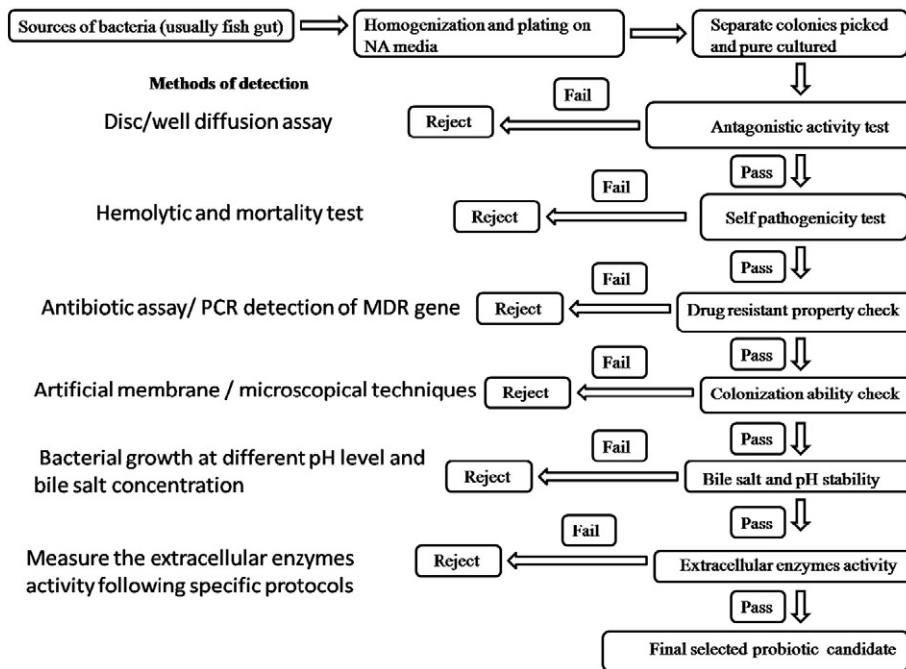 Sources of bacteria (usually fish gut)
Homogenization and plating on
NA media
Separate colonies picked
and pure cultured
Methods of detection
Disc/well diffusion assay
Reject
Fail
Antagonistic activity test
Pass
Hemolytic and mortality test
Reject
Fail
Self pathogenicity test
Pass
Antibiotic assay/ PCR detection of MDR gene
Reject
Fail
Drug resistant property check
Pass
Artificial membrane / microscopical techniques
Reject
Fail
Colonization ability check
Pass
Bacterial growth at different pH level and
bile salt concentration
Reject
Fail
Bile salt and pH stability
Pass
Measure the extracellular enzymes
activity following specific protocols
Reject
Fail
Extracellular enzymes activity
Pass
Final selected probiotic candidate